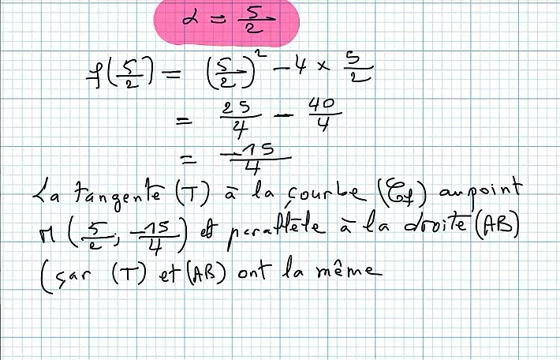 α = 5/2
f(5/2) = (5/2)² - 4 × 5/2
= 25/4 - 40/4
= -15/4
La tangente (T) à la courbe (Cf) au point
M(5/2; -15/4) est parallèle à la droite (AB)
(car (T) et (AB) ont la même